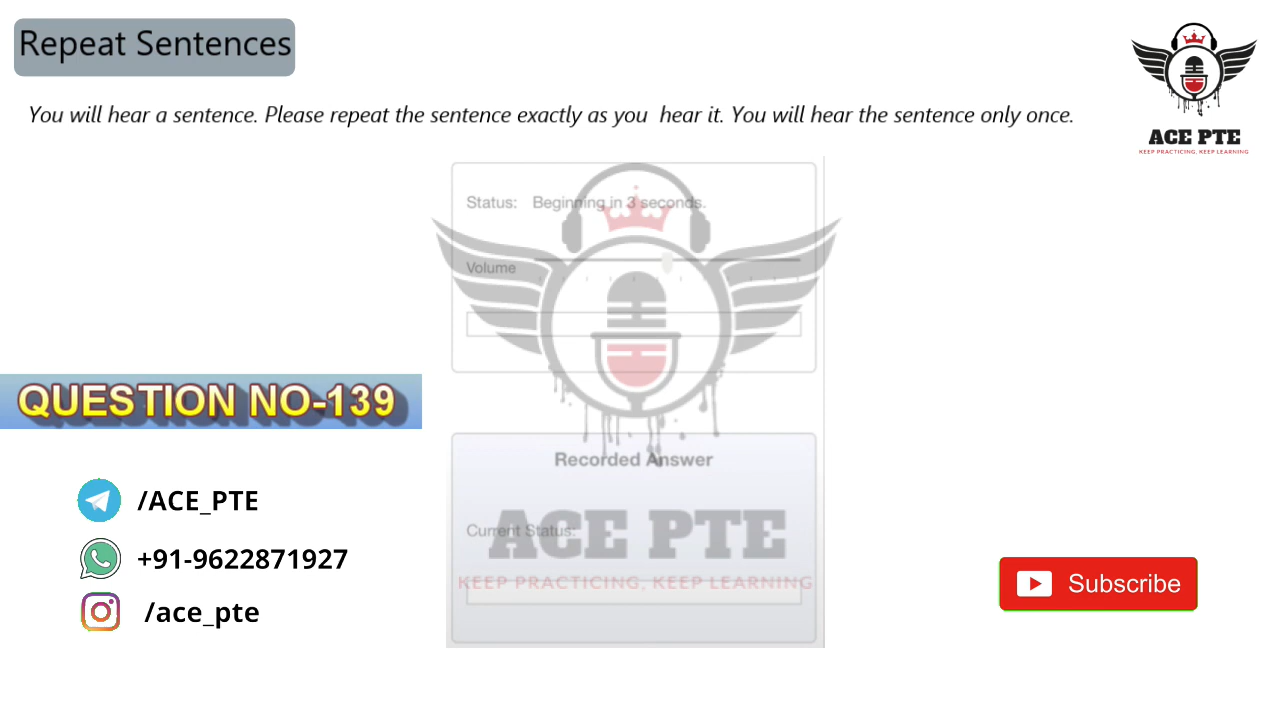 Repeat Sentences
You will hear a sentence. Please repeat the sentence exactly as you  hear it. You will hear the sentence only once.
ACE PTE
KEEP PRACTICING, KEEP LEARNING
Status: Beginning in 3 seconds.
Volume
QUESTION NO-139
Recorded Answer
Current Status:
ACE PTE
KEEP PRACTICING, KEEP LEARNING
/ACE_PTE
+91-9622871927
/ace_pte
Subscribe